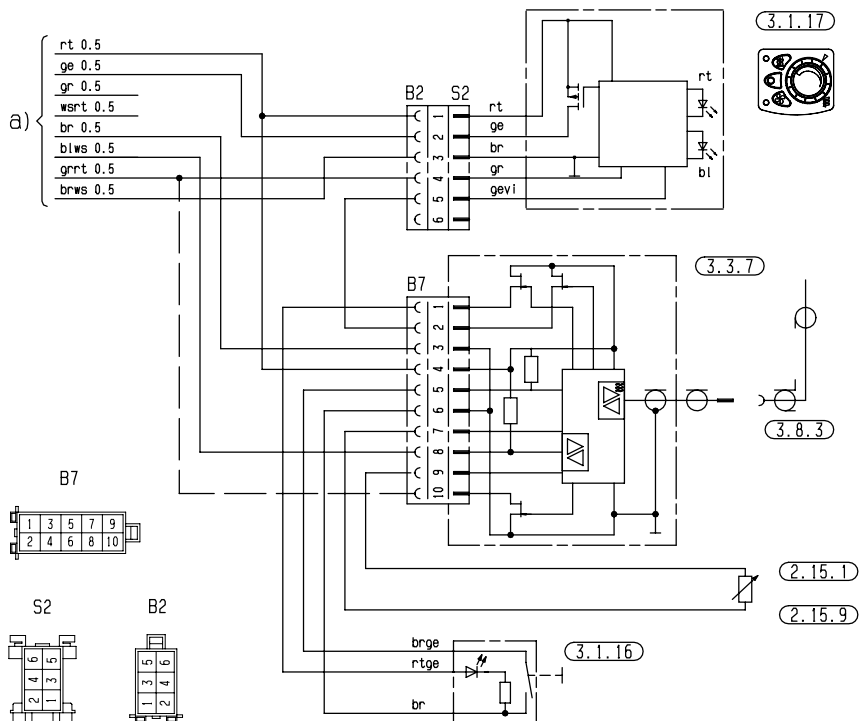 a)
rt 0.5
ge 0.5
gr 0.5
wsrt 0.5
br 0.5
blws 0.5
grrt 0.5
brws 0.5
B2 S2
1
2
3
4
5
6
rt
ge
br
gr
gevi
rt
bl
3.1.17
B7
1
2
3
4
5
6
7
8
9
10
3.3.7
3.8.3
2.15.1
2.15.9
3.1.16
brge
rtge
br
B7
1 3 5 7 9
2 4 6 8 10
S2
6 5
4 3
2 1
B2
5 6
3 4
1 2